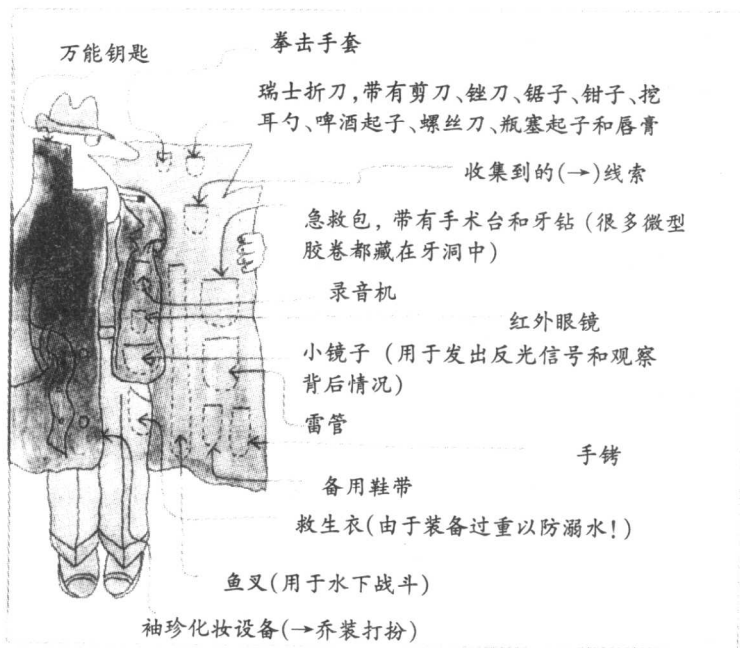 万能钥匙
拳击手套
瑞士折刀,带有剪刀、锉刀、锯子、钳子、挖
耳勺、啤酒起子、螺丝刀、瓶塞起子和唇膏
收集到的(→)线索
急救包,带有手术台和牙钻(很多微型
胶卷都藏在牙洞中)
录音机
红外眼镜
小镜子(用于发出反光信号和观察
背后情况)
雷管
手铐
备用鞋带
救生衣(由于装备过重以防溺水!)
鱼叉(用于水下战斗)
袖珍化妆设备(→乔装打扮)